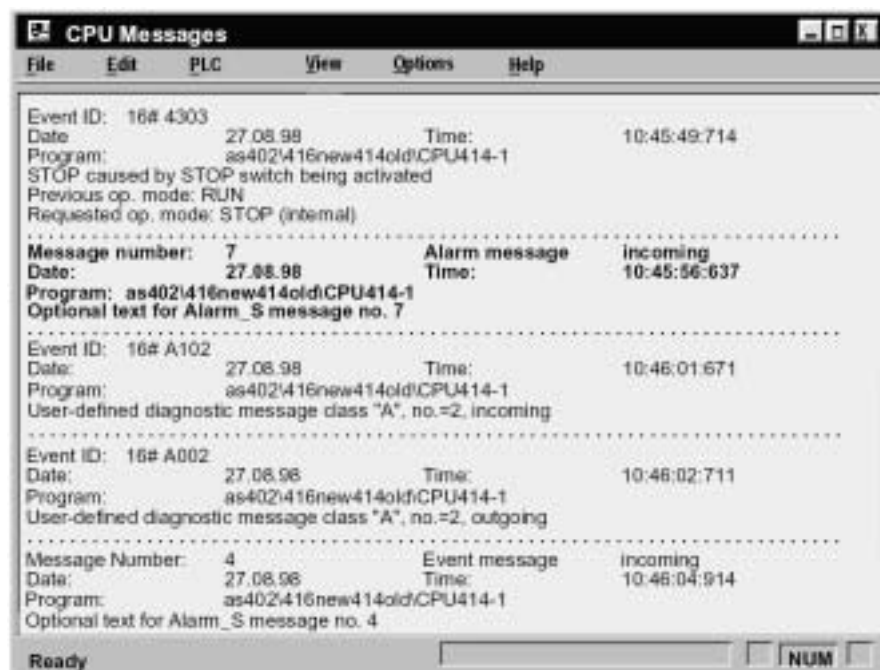 CPU Messages
File Edit PLC View Options Help
Event ID: 16# 4303
Date 27.08.98 Time: 10:45:49:714
Program: as402\416new414old\CPU414-1
STOP caused by STOP switch being activated
Previous op. mode: RUN
Requested op. mode: STOP (internal)
Message number: 7 Alarm message incoming
Date: 27.08.98 Time: 10:45:56:637
Program: as402\416new414old\CPU414-1
Optional text for Alarm_S message no. 7
Event ID: 16# A102
Date: 27.08.98 Time: 10:46:01:671
Program: as402\416new414old\CPU414-1
User-defined diagnostic message class "A", no.=2, incoming
Event ID: 16# A002
Date: 27.08.98 Time: 10:46:02:711
Program: as402\416new414old\CPU414-1
User-defined diagnostic message class "A", no.=2, outgoing
Message Number: 4 Event message incoming
Date: 27.08.98 Time: 10:46:04:914
Program: as402\416new414old\CPU414-1
Optional text for Alarm_S message no. 4
Ready NUM